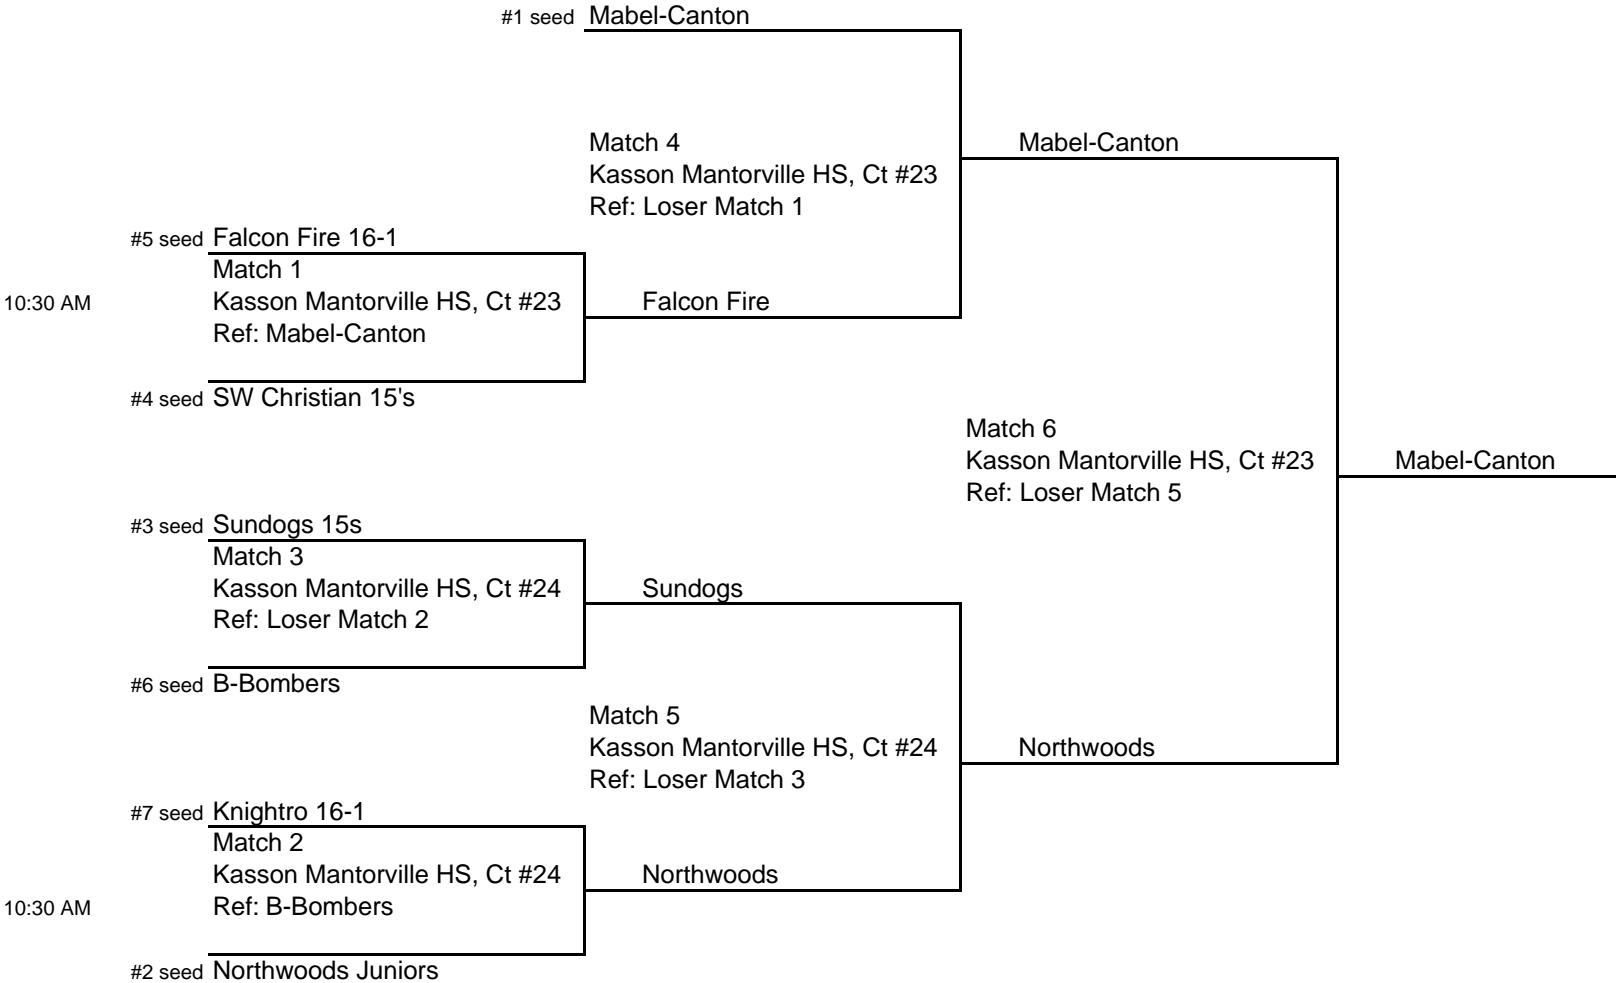 #1 seed Mabel-Canton
Match 4
Kasson Mantorville HS, Ct #23
Ref: Loser Match 1
Mabel-Canton
#5 seed Falcon Fire 16-1
Match 1
10:30 AM Kasson Mantorville HS, Ct #23
Ref: Mabel-Canton
Falcon Fire
#4 seed SW Christian 15's
Match 6
Kasson Mantorville HS, Ct #23
Ref: Loser Match 5
Mabel-Canton
#3 seed Sundogs 15s
Match 3
Kasson Mantorville HS, Ct #24
Ref: Loser Match 2
Sundogs
#6 seed B-Bombers
Match 5
Kasson Mantorville HS, Ct #24
Ref: Loser Match 3
Northwoods
#7 seed Knightro 16-1
Match 2
Kasson Mantorville HS, Ct #24
10:30 AM Ref: B-Bombers
Northwoods
#2 seed Northwoods Juniors